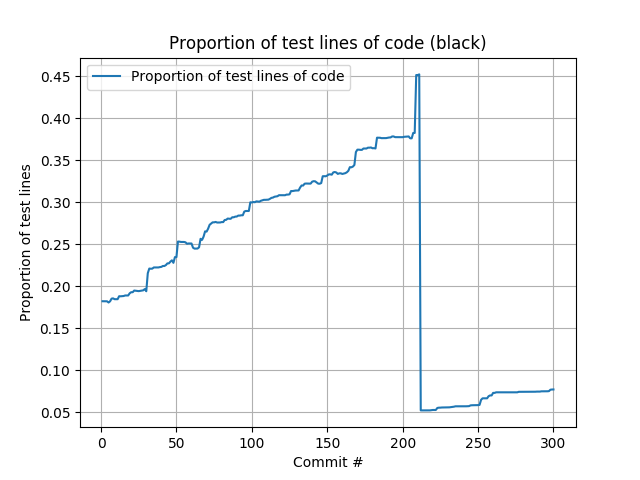 Proportion of test lines of code (black)
Proportion of test lines of code
Proportion of test lines
0.45
0.40
0.35
0.30
0.25
0.20
0.15
0.10
0.05
0 50 100 150 200 250 300
Commit #